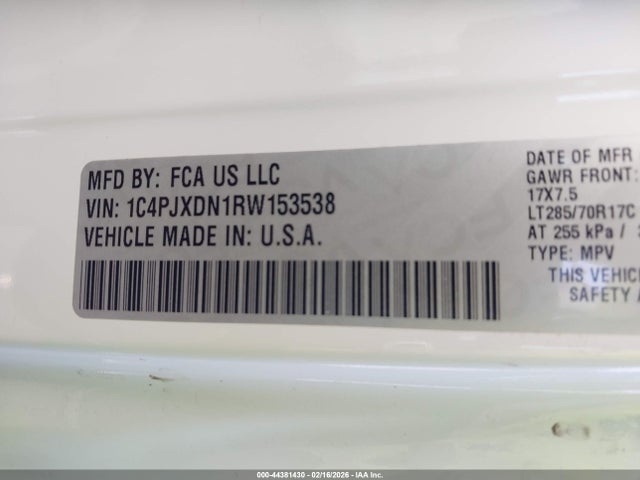 MFD BY: FCA US LLC
VIN: 1C4PJXDN1RW153538
VEHICLE MADE IN: U.S.A.
DATE OF MFR
GAWR FRONT:
17X7.5
LT285/70R17C
AT 255 kPa /
TYPE: MPV
THIS VEHIC
SAFETY
000-44381430 - 02/16/2026 - IAA Inc.